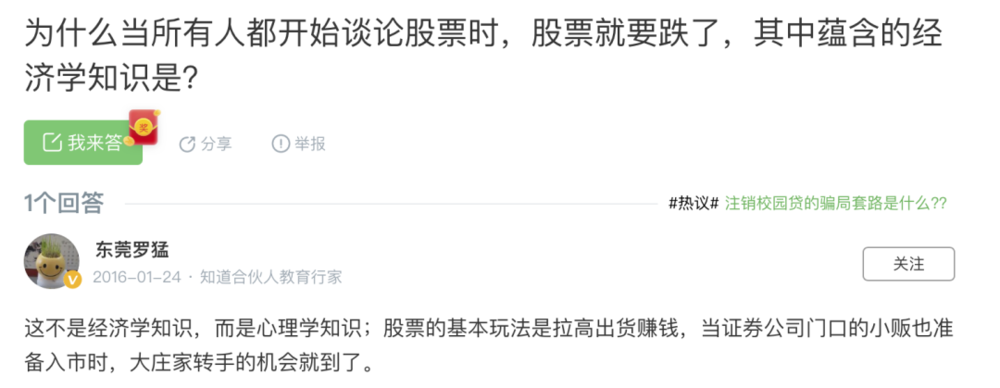 为什么当所有人都开始谈论股票时，股票就要跌了，其中蕴含的经
济学知识是？
我来答
奖
分享
举报
1个回答
#热议# 注销校园贷的骗局套路是什么??
东莞罗猛
2016-01-24 · 知道合伙人教育行家
关注
这不是经济学知识，而是心理学知识；股票的基本玩法是拉高出货赚钱，当证券公司门口的小贩也准
备入市时，大庄家转手的机会就到了。